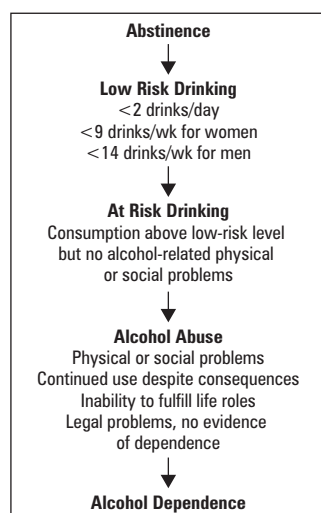 Abstinence
Low Risk Drinking
<2 drinks/day
<9 drinks/wk for women
<14 drinks/wk for men
At Risk Drinking
Consumption above low-risk level
but no alcohol-related physical
or social problems
Alcohol Abuse
Physical or social problems
Continued use despite consequences
Inability to fulfill life roles
Legal problems, no evidence
of dependence
Alcohol Dependence